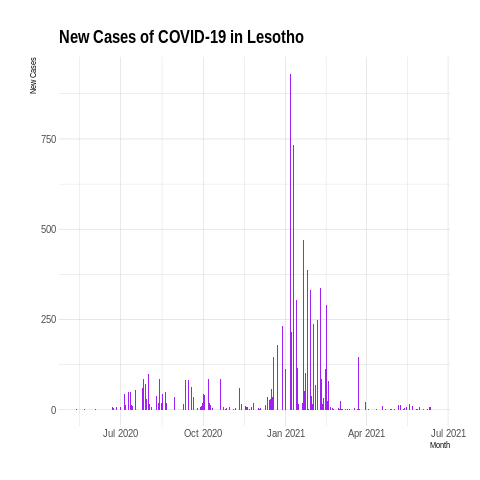 New Cases of COVID-19 in Lesotho
New Cases
750
500
250
0
Jul 2020
Oct 2020
Jan 2021
Apr 2021
Jul 2021
Month